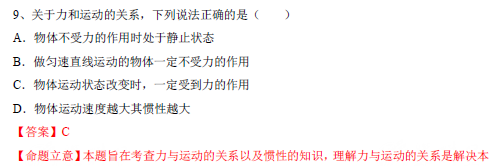 9、关于力和运动的关系，下列说法正确的是（　　）
A．物体不受力的作用时处于静止状态
B．做匀速直线运动的物体一定不受力的作用
C．物体运动状态改变时，一定受到力的作用
D．物体运动速度越大其惯性越大
【答案】C
【命题立意】本题旨在考查力与运动的关系以及惯性的知识，理解力与运动的关系是解决本